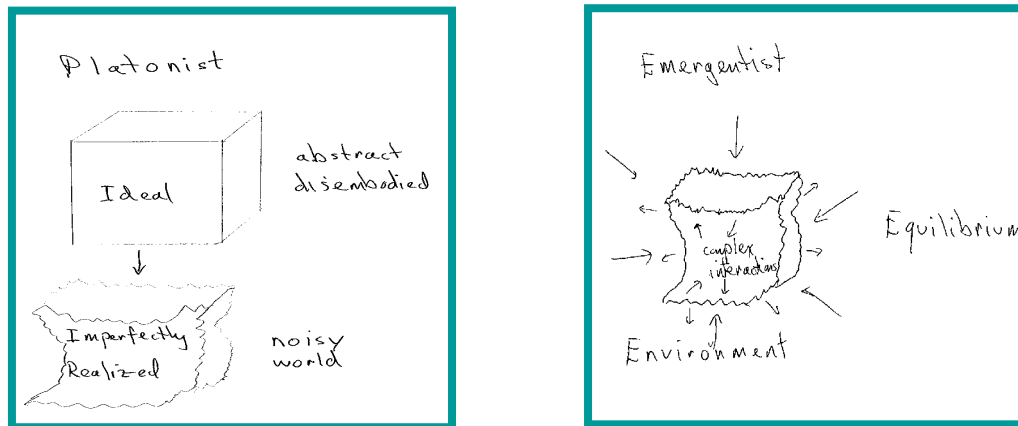 Platonist
Ideal
abstract
disembodied
Imperfectly
Realized
noisy
world
Emergentist
complex
interactions
Equilibrium
Environment